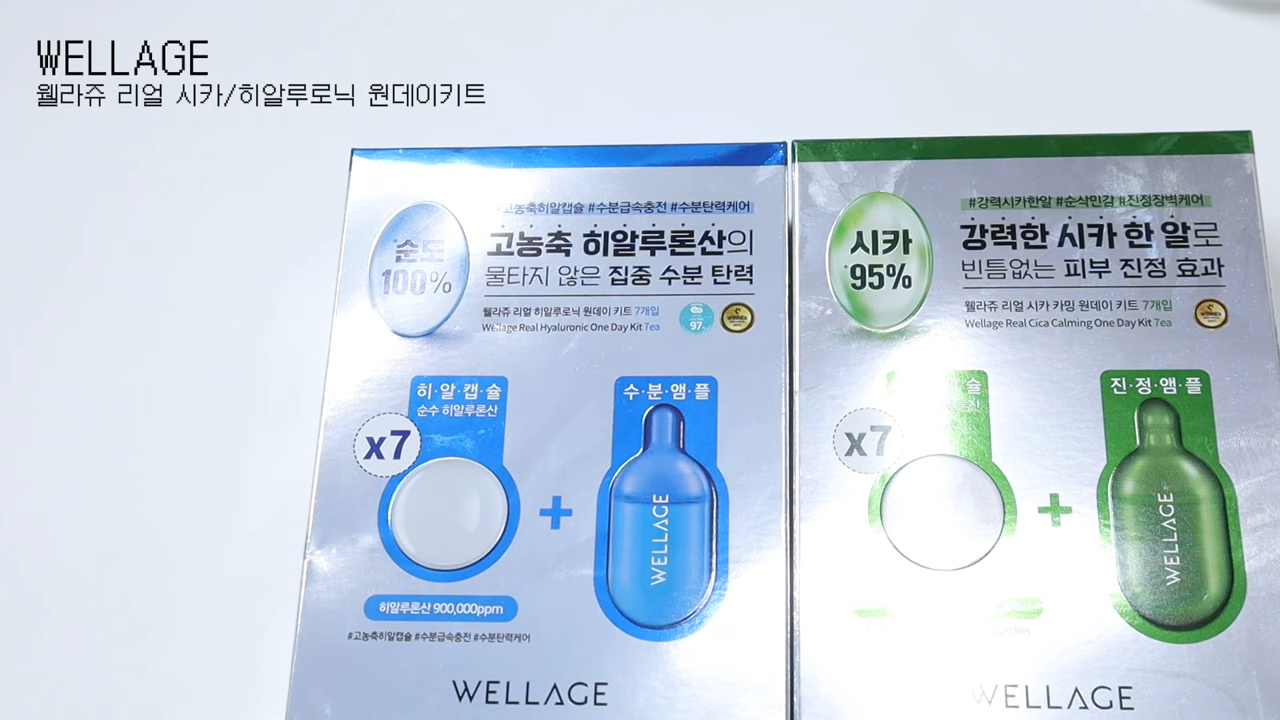 WELLAGE
웰라쥬 리얼 시카/히알루로닉 원데이키트
#고농축히알캡슐 #수분급속충전 #수분탄력케어
순도
100%
고농축 히알루론산의
물타지 않은 집중 수분 탄력
웰라쥬 리얼 히알루로닉 원데이 키트 7개입
Wellage Real Hyaluronic One Day Kit 7ea
97%
WINNER
히·알·캡·슐
순수 히알루론산
x7
+
수·분·앰·플
WELLAGE
히알루론산 900,000ppm
#고농축히알캡슐 #수분급속충전 #수분탄력케어
WELLAGE
#강력시카한알 #순삭민감 #진정장벽케어
시카
95%
강력한 시카 한 알로
빈틈없는 피부 진정 효과
웰라쥬 리얼 시카 카밍 원데이 키트 7개입
Wellage Real Cica Calming One Day Kit 7ea
WINNER
슐
x7
+
진·정·앰·플
WELLAGE
WELLAGE